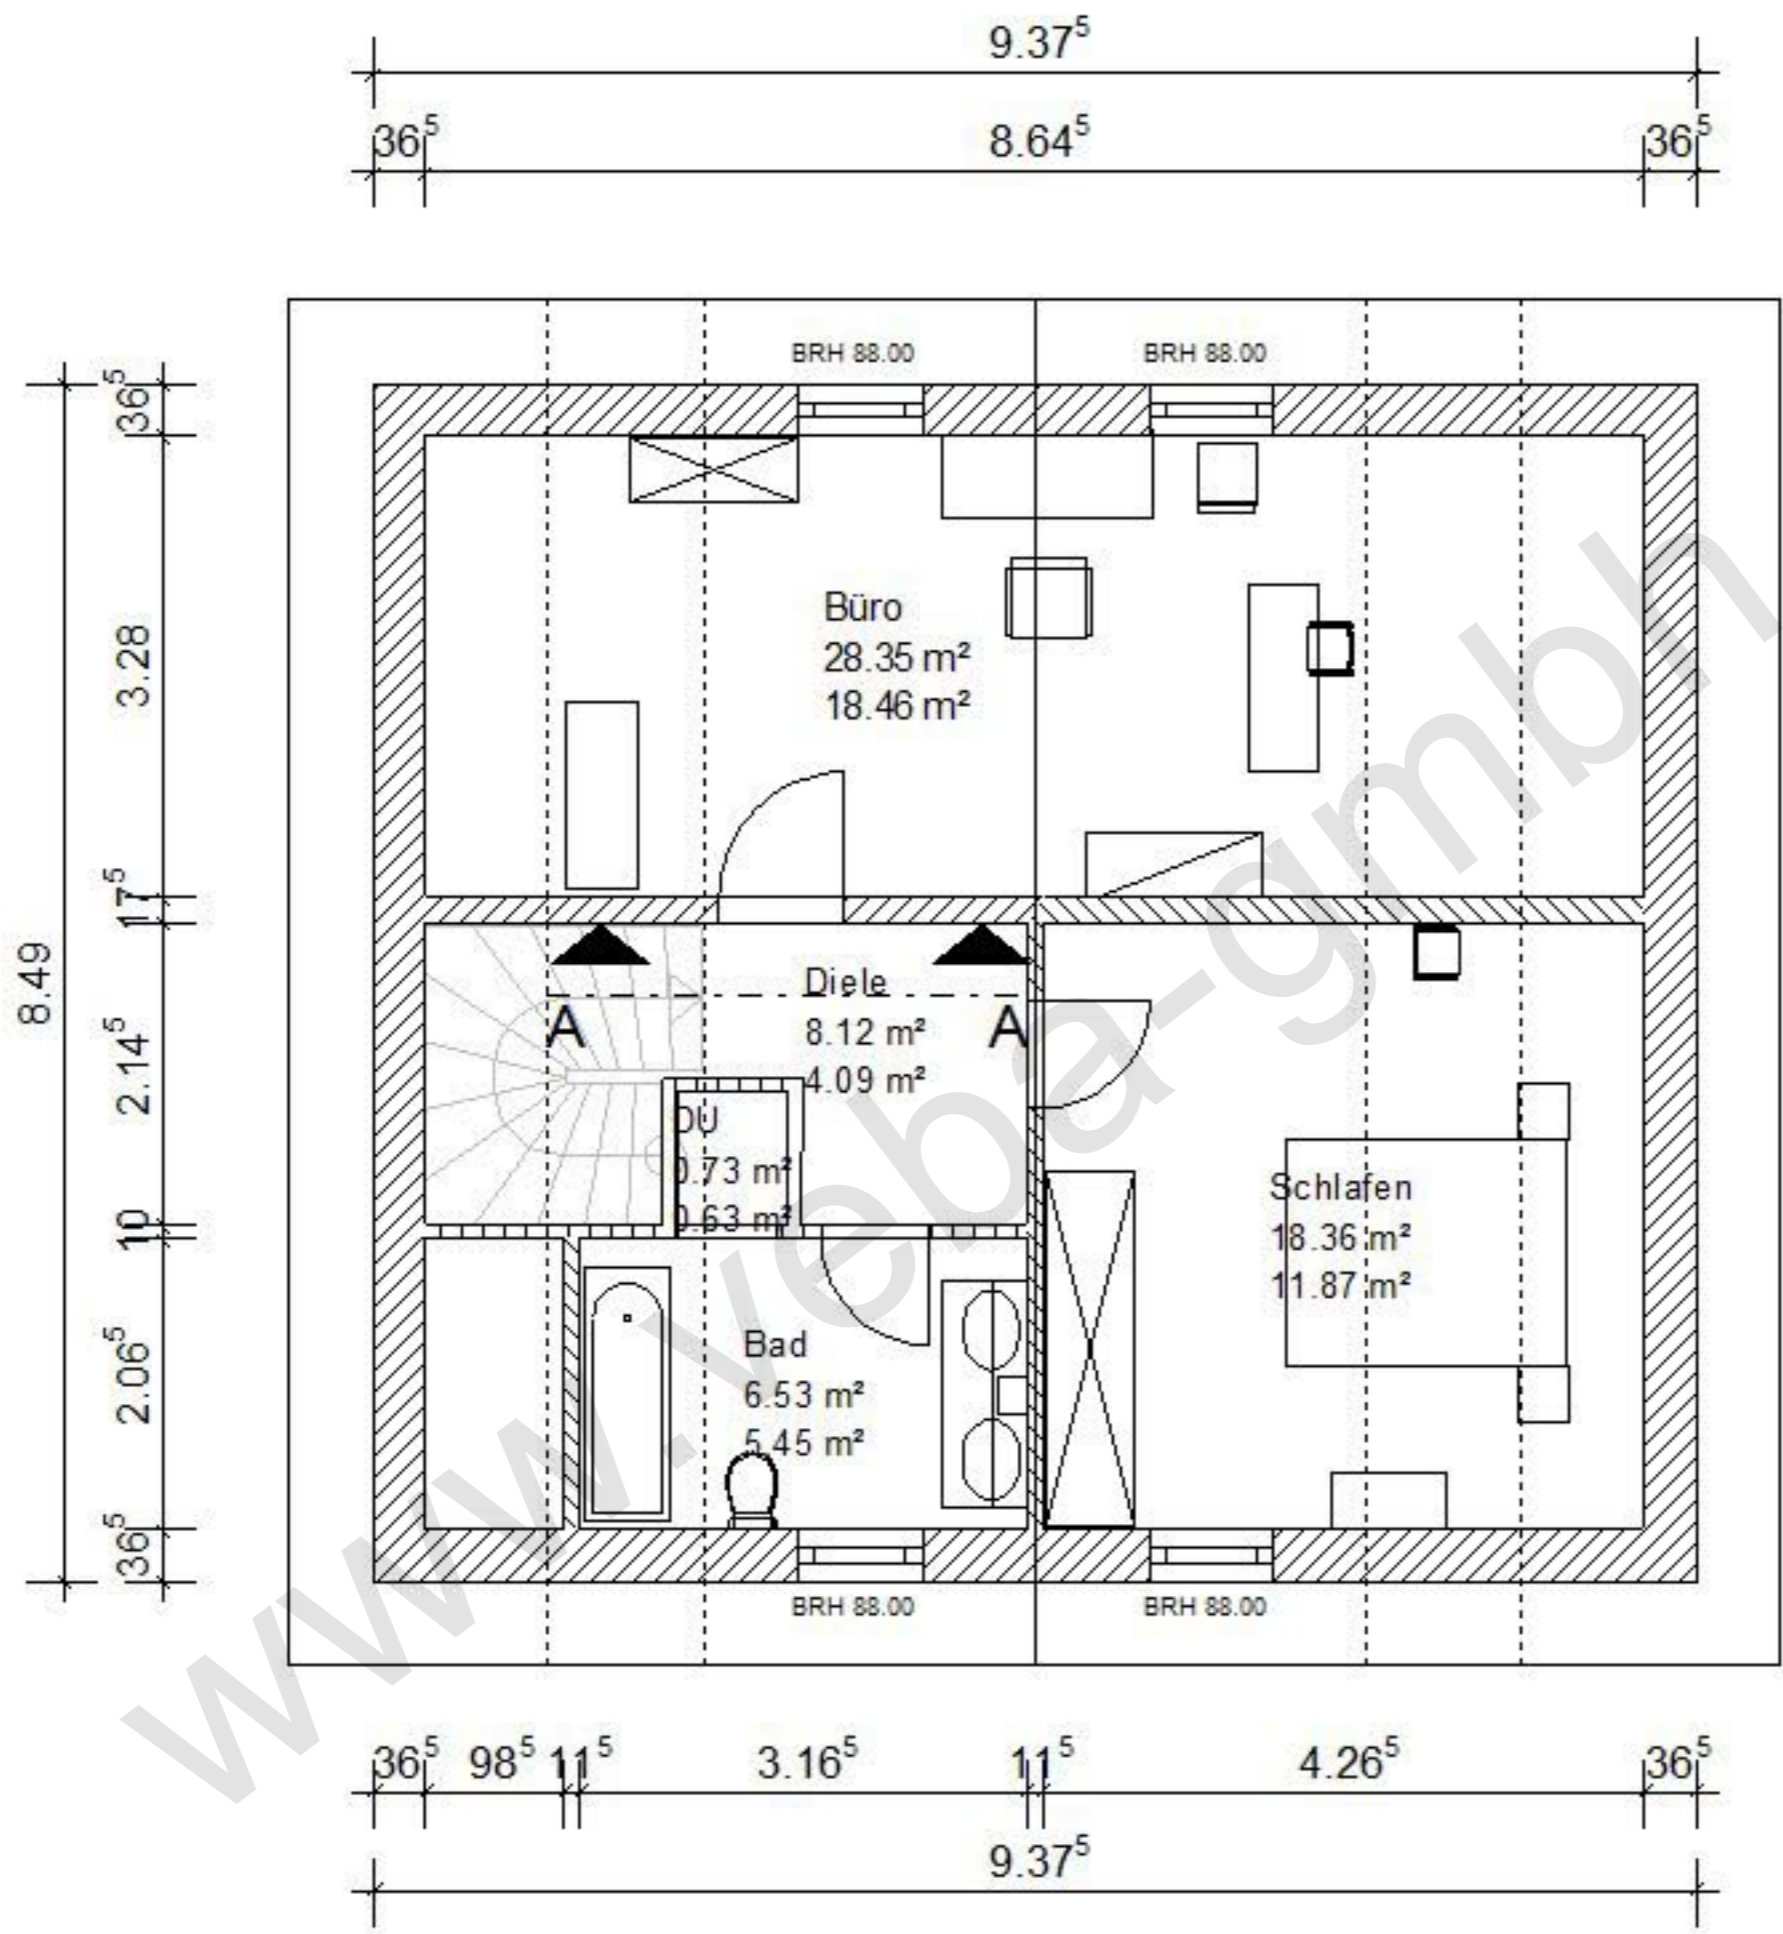 9.37⁵
36⁵ 8.64⁵ 36⁵
BRH 88.00 BRH 88.00
36⁵
3.28
17⁵
2.14⁵
10
2.06⁵
36⁵
8.49
Büro
28.35 m²
18.46 m²
Diele
8.12 m²
4.09 m²
A A
DU
0.73 m²
0.63 m²
Schlafen
18.36 m²
11.87 m²
Bad
6.53 m²
5.45 m²
BRH 88.00 BRH 88.00
36⁵ 98⁵ 11⁵ 3.16⁵ 11⁵ 4.26⁵ 36⁵
9.37⁵
www.veba-gmbh